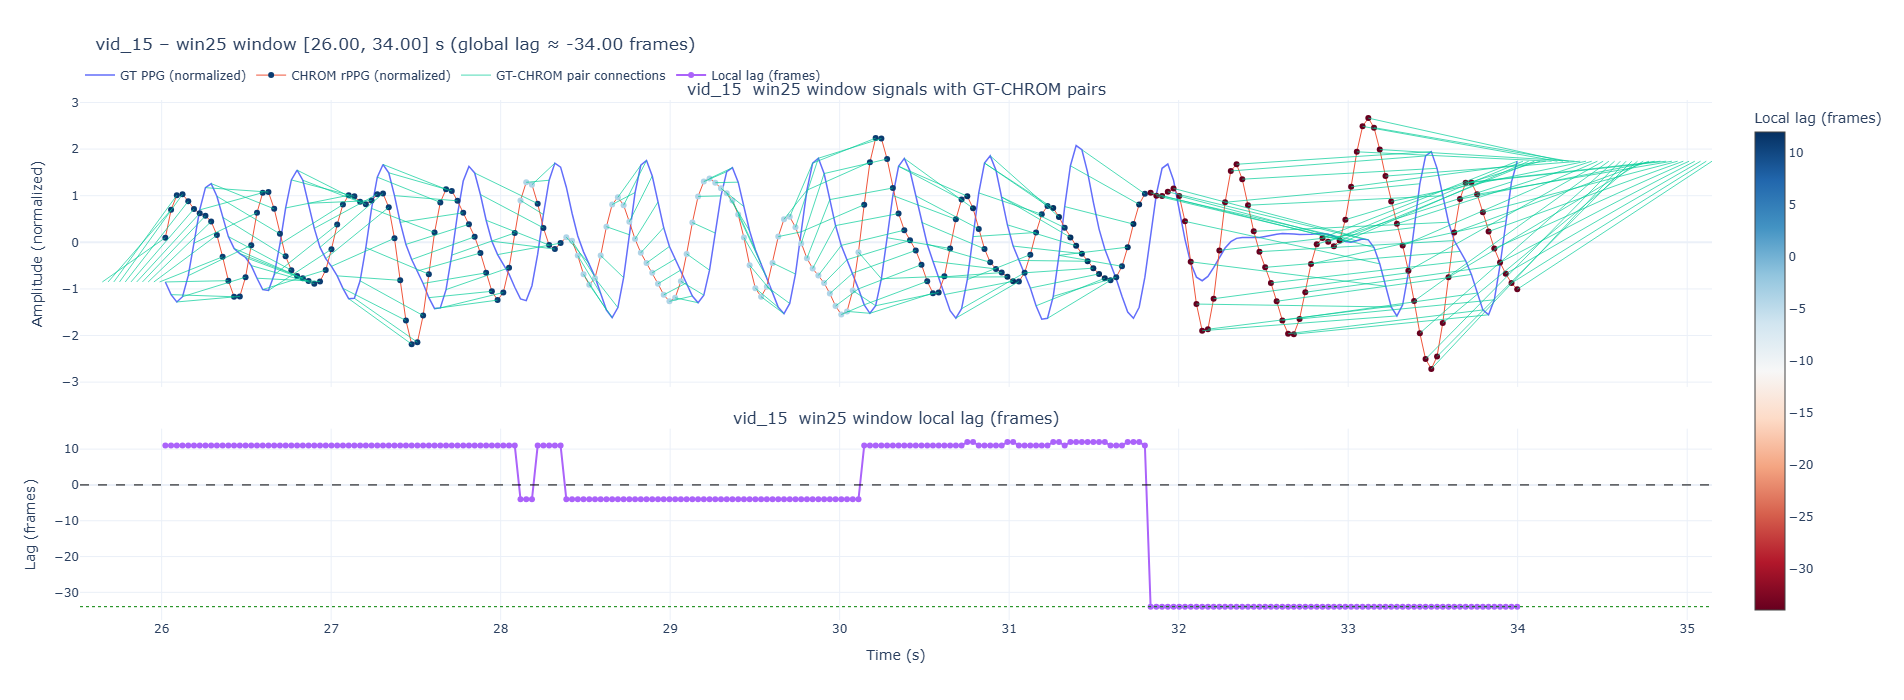 vid_15 – win25 window [26.00, 34.00] s (global lag ≈ -34.00 frames)
GT PPG (normalized) CHROM rPPG (normalized) GT-CHROM pair connections Local lag (frames)
vid_15 win25 window signals with GT-CHROM pairs
Amplitude (normalized)
3
2
1
0
−1
−2
−3
Local lag (frames)
10
5
0
−5
−10
−15
−20
−25
−30
vid_15 win25 window local lag (frames)
Lag (frames)
10
0
−10
−20
−30
26 27 28 29 30 31 32 33 34 35
Time (s)